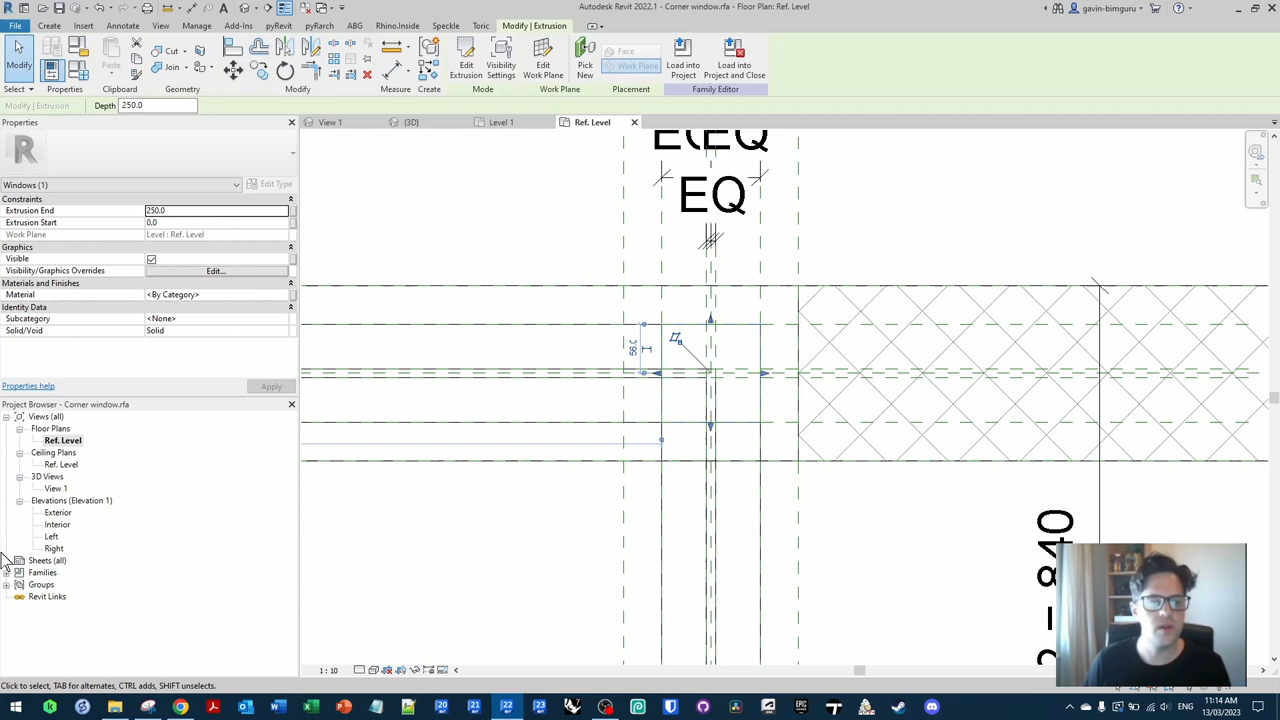 Autodesk Revit 2022.1 - Corner window.rfa - Floor Plan: Ref. Level
gavin-bimguru
File
Create
Insert
Annotate
View
Manage
Add-Ins
pyRevit
pyrArch
ABG
Rhino.Inside
Speckle
Toric
Modify | Extrusion
Modify
Paste
Cut
Join
Edit Extrusion
Visibility Settings
Edit Work Plane
Pick New
Face
Work Plane
Load into Project
Load into Project and Close
Select
Properties
Clipboard
Geometry
Modify
Measure
Create
Mode
Work Plane
Placement
Family Editor
Modify | Extrusion
Depth
250.0
Properties
View 1
{3D}
Level 1
Ref. Level
R
Windows (1)
Edit Type
Constraints
Extrusion End
250.0
Extrusion Start
0.0
Work Plane
Level : Ref. Level
Graphics
Visible
Visibility/Graphics Overrides
Edit...
Materials and Finishes
Material
<By Category>
Identity Data
Subcategory
<None>
Solid/Void
Solid
Properties help
Apply
Project Browser - Corner window.rfa
Views (all)
Floor Plans
Ref. Level
Ceiling Plans
Ref. Level
3D Views
View 1
Elevations (Elevation 1)
Exterior
Interior
Left
Right
Sheets (all)
Families
Groups
Revit Links
EQ
EQ
56.0
840
1 : 10
Click to select, TAB for alternates, CTRL adds, SHIFT unselects.
20
21
22
23
ENG
11:14 AM
13/03/2023